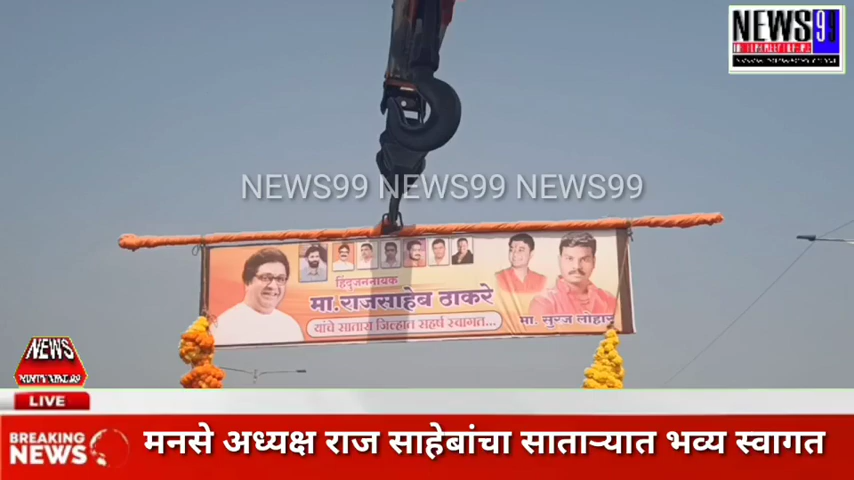 NEWS99
NEWS99 NEWS99 NEWS99
हिंदूजननायक
मा.राजसाहेब ठाकरे
यांचे सातारा जिल्हात सहर्ष स्वागत...
मा. सुरज लोहार
NEWS
LIVE
BREAKING NEWS
मनसे अध्यक्ष राज साहेबांचा साताऱ्यात भव्य स्वागत